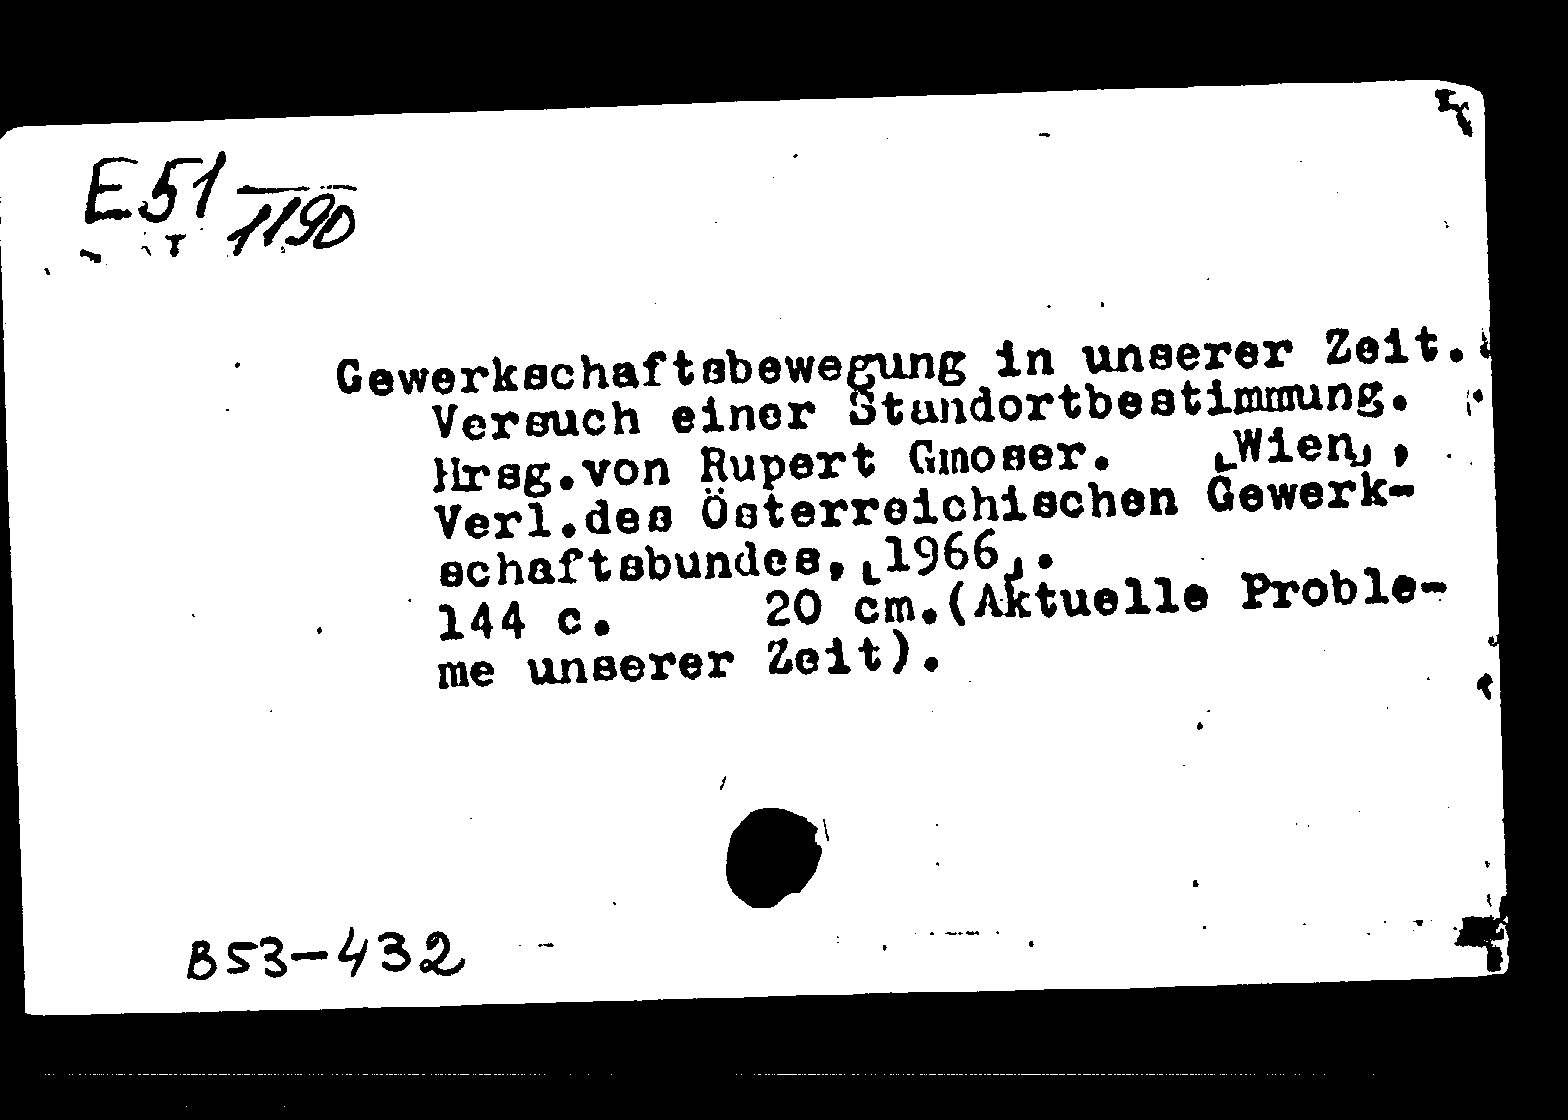 E51
1190
Gewerkschaftsbewegung in unserer Zeit.
Versuch einer Standortbestimmung.
Hrsg.von Rupert Gmoser. [Wien],
Verl.des Österreichischen Gewerk-
schaftsbundes, [1966].
144 c. 20 cm.(Aktuelle Proble-
me unserer Zeit).
B53-432